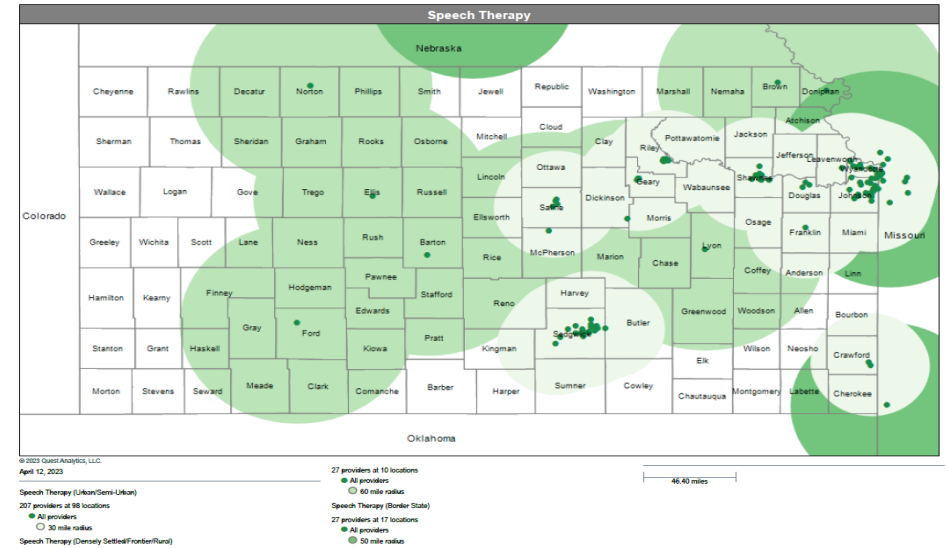 Speech Therapy
Nebraska
Cheyenne Rawlins Decatur Norton Phillips Smith Jewell Republic Washington Marshall Nemaha Brown Doniphan
Atchison
Sherman Thomas Sheridan Graham Rooks Osborne Mitchell Cloud Clay Riley Pottawatomie Jackson
Jefferson Leavenworth
Ottawa
Wallace Logan Gove Trego Ellis Russell Lincoln Saline Dickinson Geary Wabaunsee Shawnee Douglas Johnson Wyandotte
Colorado
Ellsworth Morris Osage
Greeley Wichita Scott Lane Ness Rush Barton Rice McPherson Marion Chase Lyon Franklin Miami Missouri
Hamilton Kearny Finney Hodgeman Pawnee Stafford Reno Harvey Coffey Anderson Linn
Gray Ford Edwards Butler Greenwood Woodson Allen Bourbon
Stanton Grant Haskell Kiowa Pratt Kingman Sedgwick Elk Wilson Neosho Crawford
Morton Stevens Seward Meade Clark Comanche Barber Harper Sumner Cowley Chautauqua Montgomery Labette Cherokee
Oklahoma
© 2023 Quest Analytics, LLC.
April 12, 2023
Speech Therapy (Urban/Semi-Urban)
207 providers at 98 locations
All providers
30 mile radius
Speech Therapy (Densely Settled/Frontier/Rural)
27 providers at 10 locations
All providers
60 mile radius
Speech Therapy (Border State)
27 providers at 17 locations
All providers
50 mile radius
46.40 miles